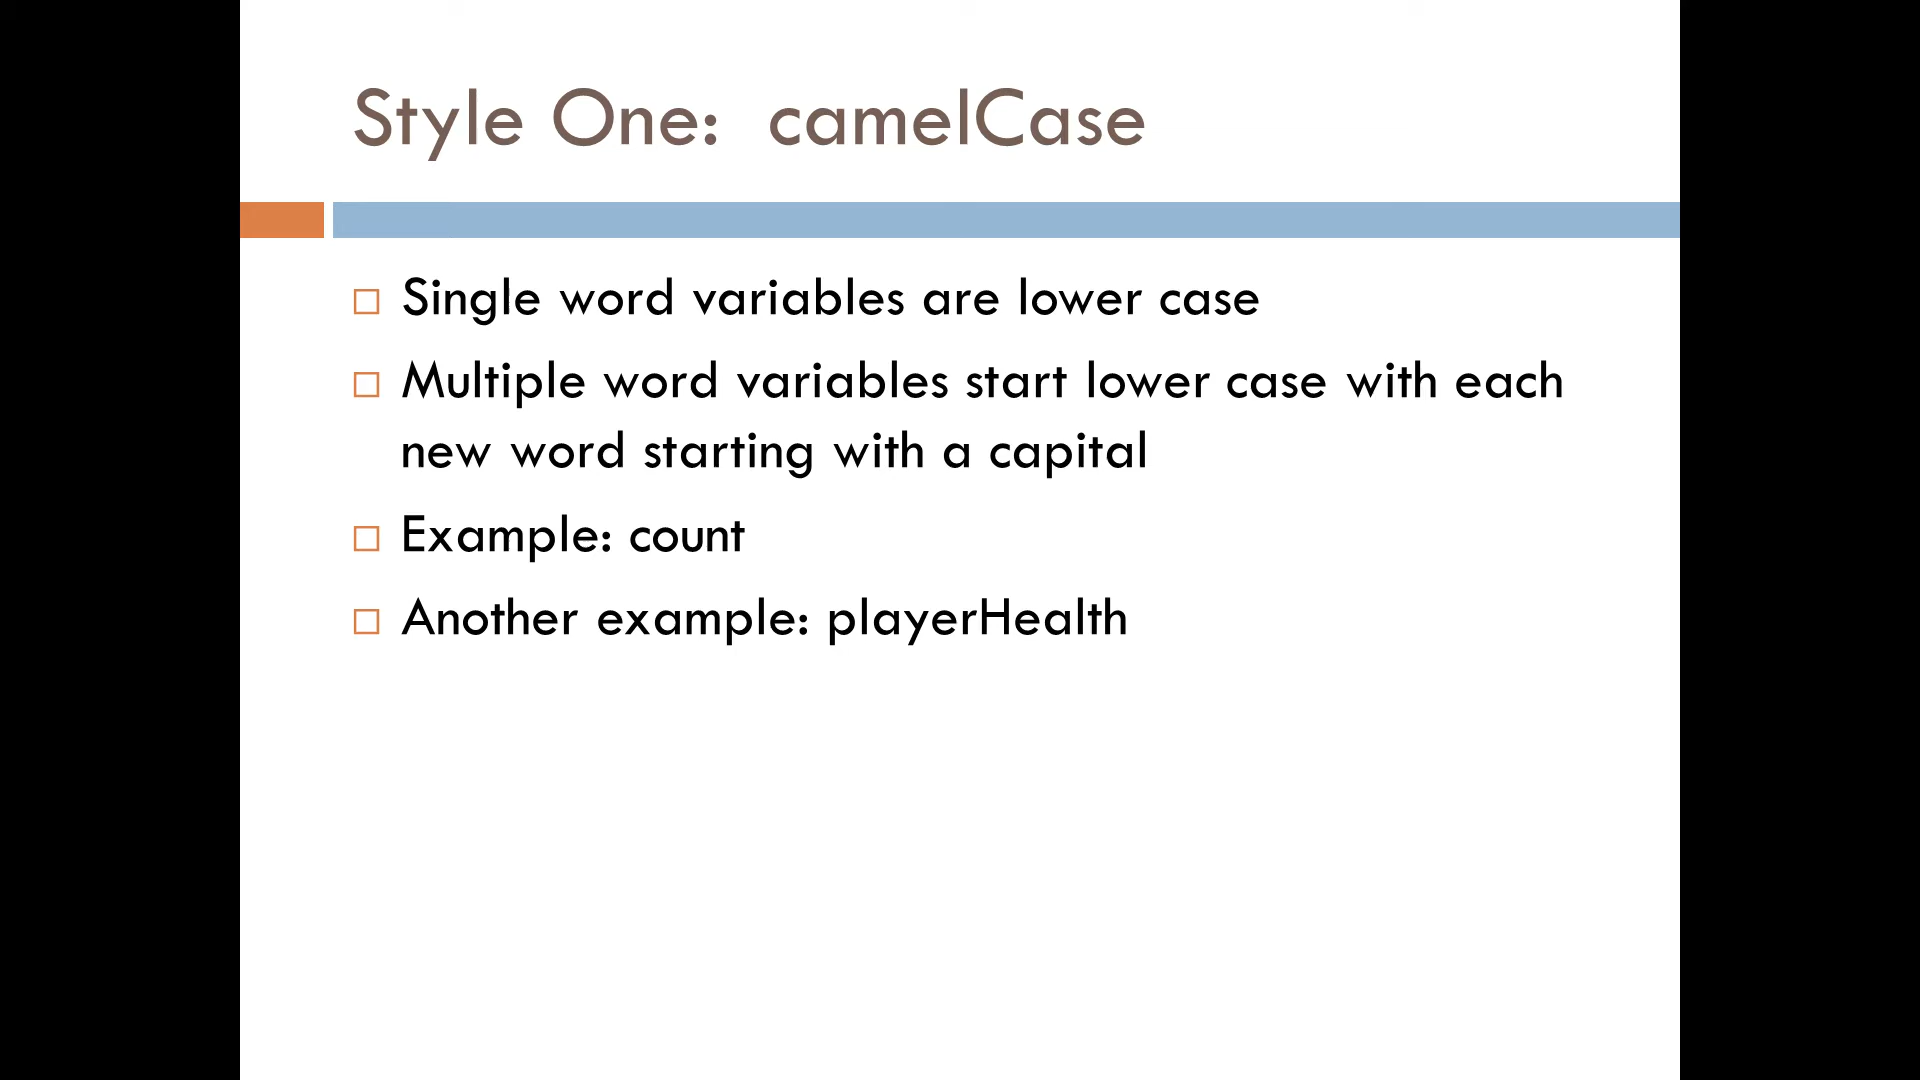 Style One:  camelCase
Single word variables are lower case
Multiple word variables start lower case with each
new word starting with a capital
Example: count
Another example: playerHealth